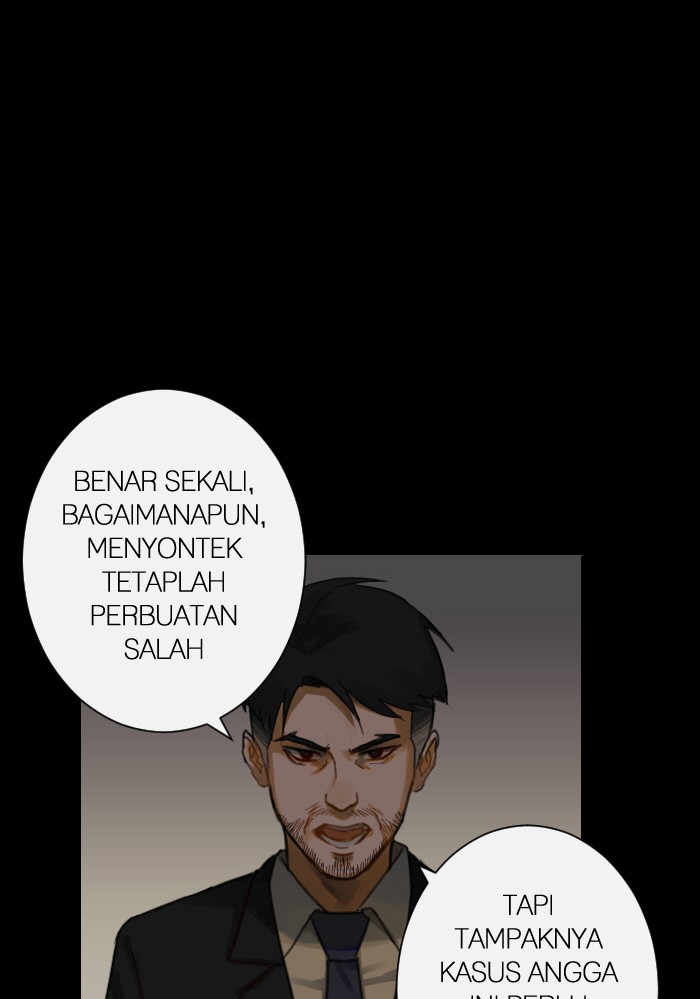 BENAR SEKALI,
BAGAIMANAPUN,
MENYONTEK
TETAPLAH
PERBUATAN
SALAH
TAPI
TAMPAKNYA
KASUS ANGGA